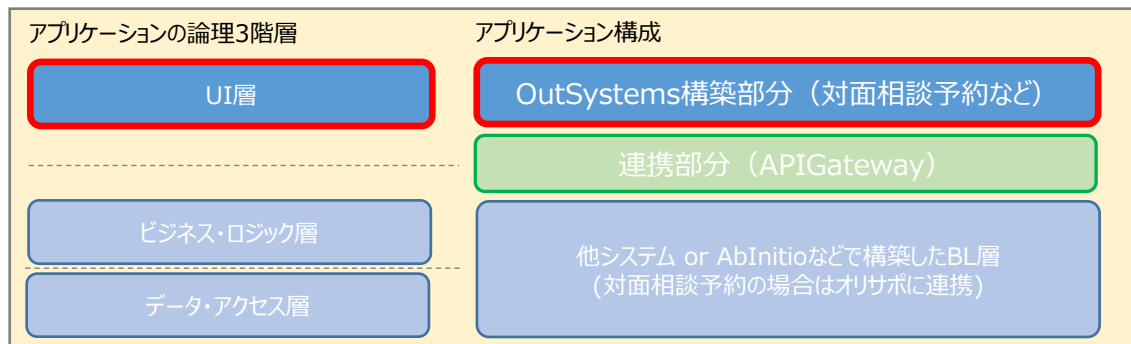 アプリケーションの論理3階層
アプリケーション構成
UI層
OutSystems構築部分（対面相談予約など）
連携部分（APIGateway）
ビジネス・ロジック層
他システム or AbInitioなどで構築したBL層
(対面相談予約の場合はオリサポに連携)
データ・アクセス層